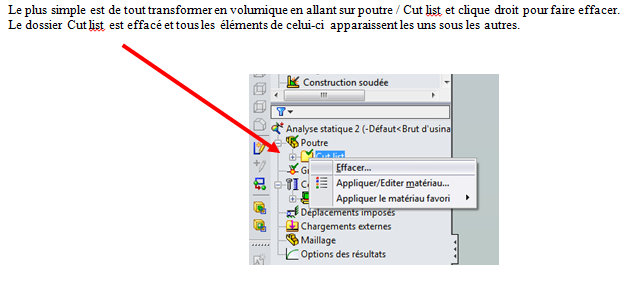 Le plus simple est de tout transformer en volumique en allant sur poutre / Cut list et clique droit pour faire effacer.
Le dossier Cut list est effacé et tous les éléments de celui-ci apparaissent les uns sous les autres.
Construction soudée
Analyse statique 2 (-Défaut<Brut d'usina
Poutre
Cut list
Effacer...
Appliquer/Editer matériau...
Appliquer le matériau favori
Déplacements imposés
Chargements externes
Maillage
Options des résultats